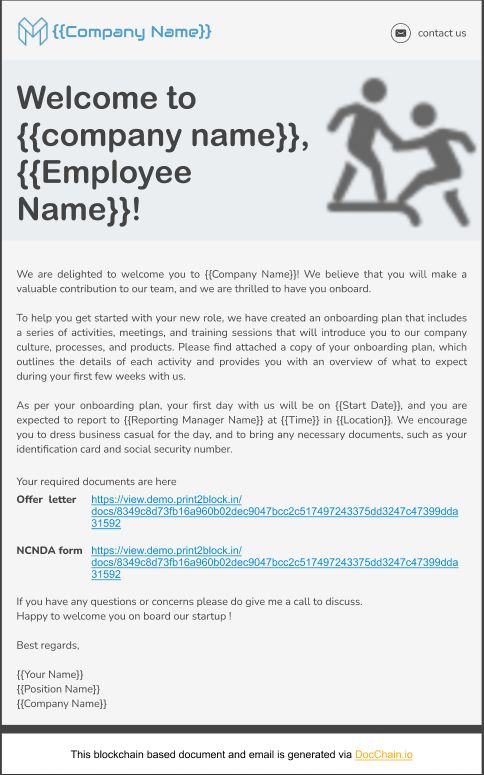 {{Company Name}}
contact us
Welcome to
{{company name}},
{{Employee
Name}}!
We are delighted to welcome you to {{Company Name}}! We believe that you will make a
valuable contribution to our team, and we are thrilled to have you onboard.
To help you get started with your new role, we have created an onboarding plan that includes
a series of activities, meetings, and training sessions that will introduce you to our company
culture, processes, and products. Please find attached a copy of your onboarding plan, which
outlines the details of each activity and provides you with an overview of what to expect
during your first few weeks with us.
As per your onboarding plan, your first day with us will be on {{Start Date}}, and you are
expected to report to {{Reporting Manager Name}} at {{Time}} in {{Location}}. We encourage
you to dress business casual for the day, and to bring any necessary documents, such as your
identification card and social security number.
Your required documents are here
Offer letter https://view.demo.print2block.in/
docs/8349c8d73fb16a960b02dec9047bcc2c517497243375dd3247c47399dda
31592
NCNDA form https://view.demo.print2block.in/
docs/8349c8d73fb16a960b02dec9047bcc2c517497243375dd3247c47399dda
31592
If you have any questions or concerns please do give me a call to discuss.
Happy to welcome you on board our startup !
Best regards,
{{Your Name}}
{{Position Name}}
{{Company Name}}
This blockchain based document and email is generated via DocChain.io